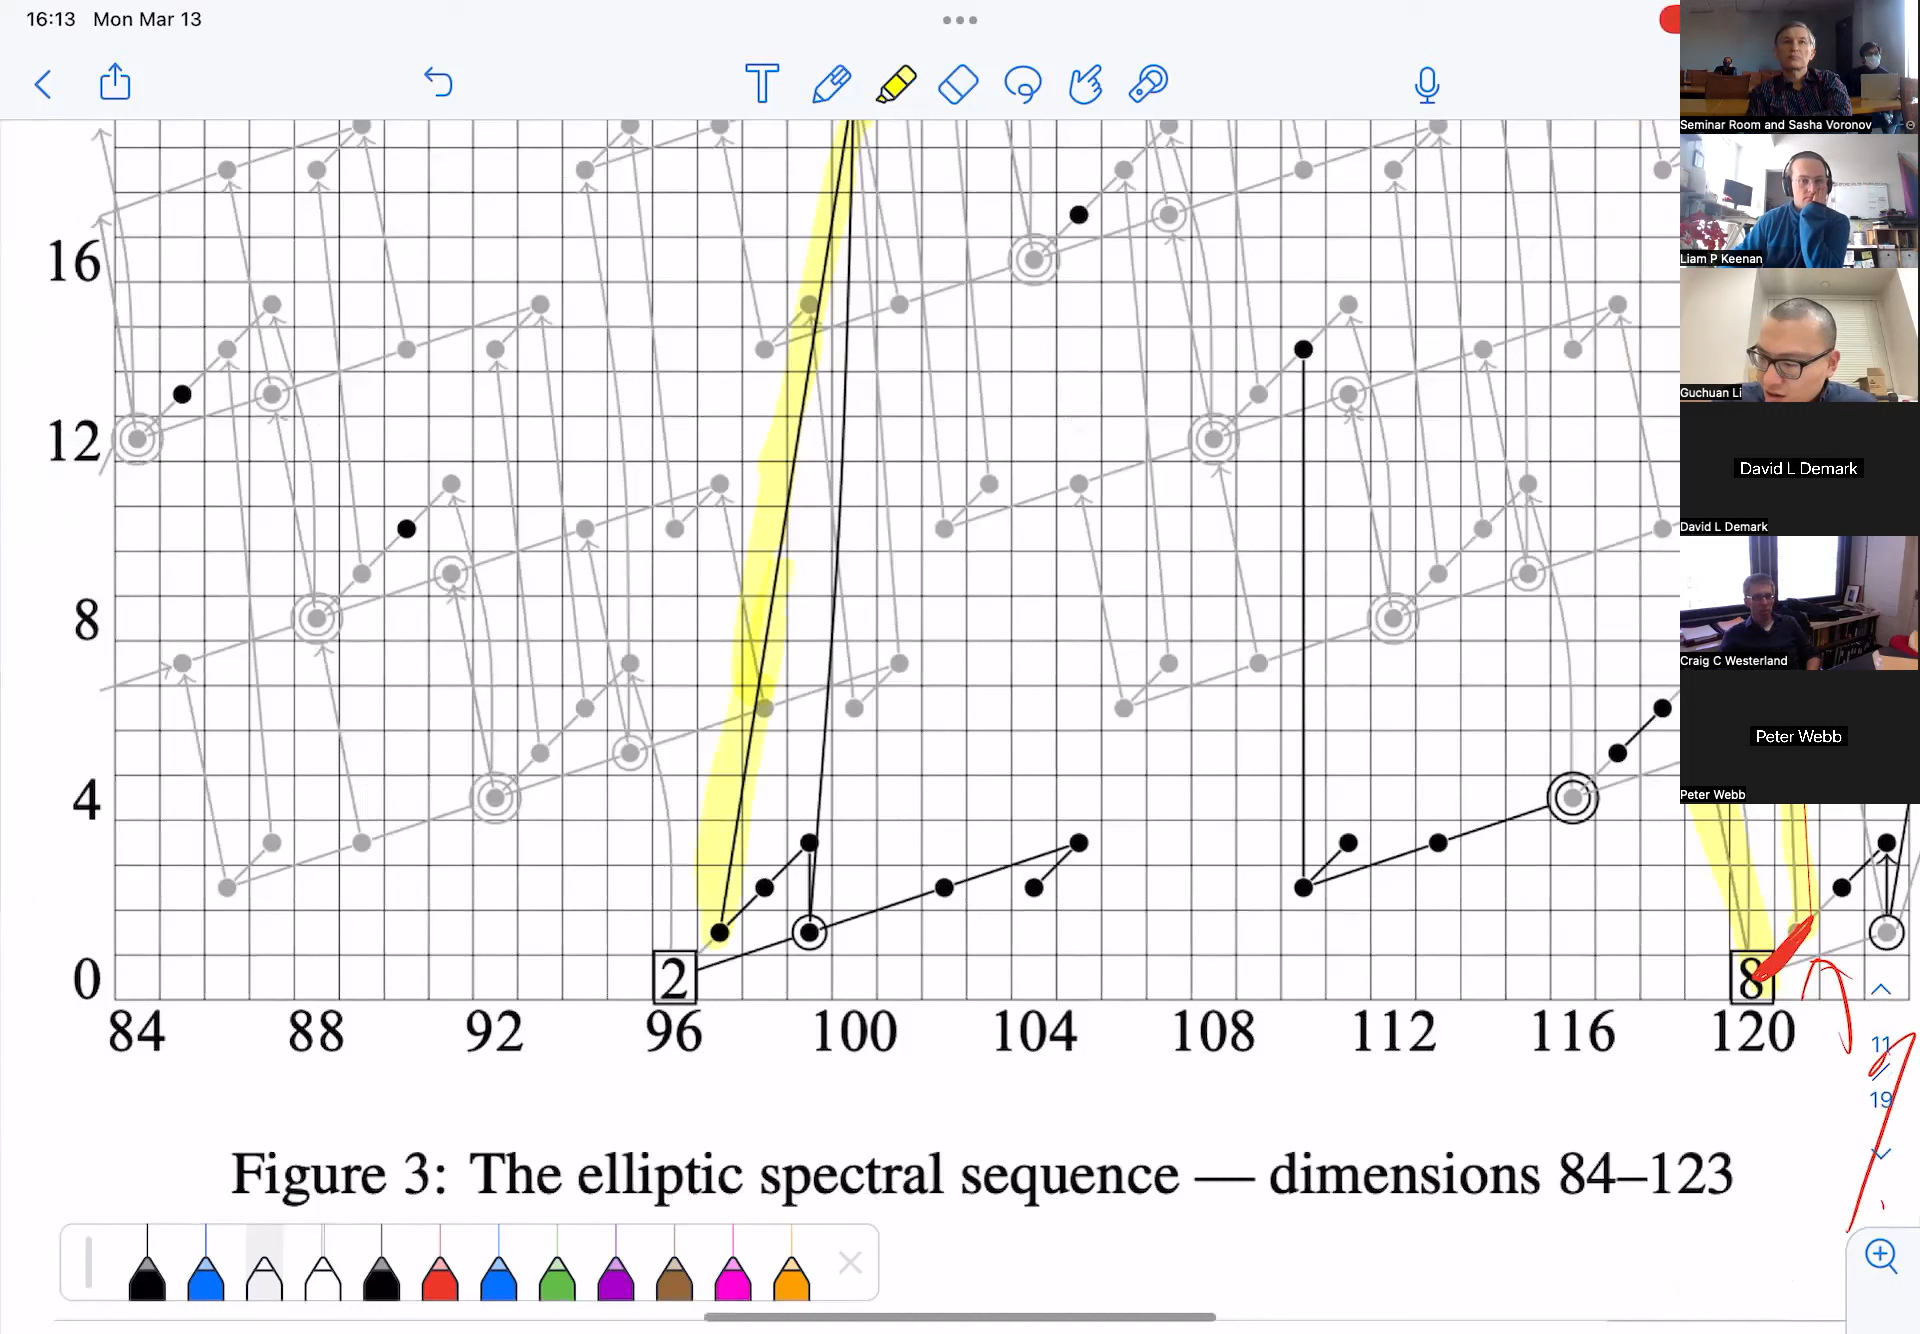 16:13 Mon Mar 13
T
Seminar Room and Sasha Voronov
Liam P Keenan
Guchuan Li
David L Demark
David L Demark
Craig C Westerland
Peter Webb
Peter Webb
16
12
8
4
0
2
8
84 88 92 96 100 104 108 112 116 120
11
19
Figure 3: The elliptic spectral sequence — dimensions 84–123